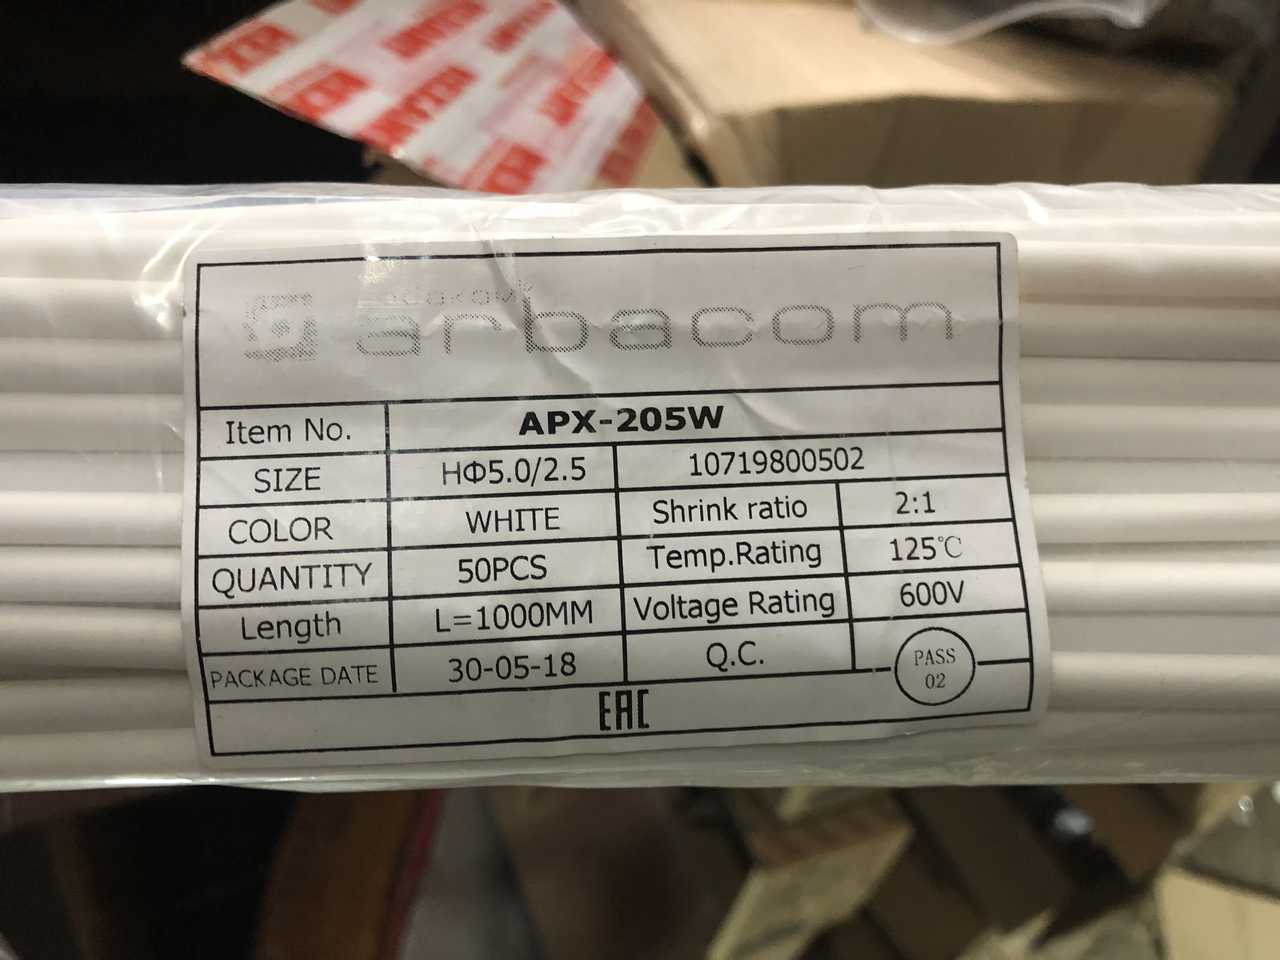 arbacom
Item No. APX-205W
SIZE HΦ5.0/2.5 10719800502
COLOR WHITE Shrink ratio 2:1
QUANTITY 50PCS Temp.Rating 125℃
Length L=1000MM Voltage Rating 600V
PACKAGE DATE 30-05-18 Q.C. PASS 02
EAC